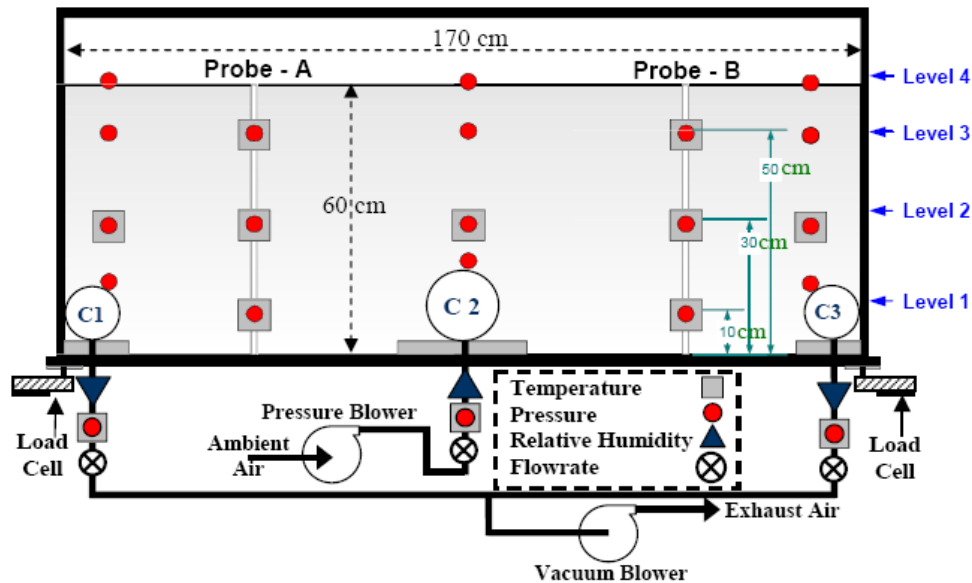 170 cm
Probe - A
Probe - B
Level 4
Level 3
50 cm
60 cm
Level 2
30 cm
C1
C 2
C3
Level 1
10 cm
Load
Cell
Pressure Blower
Ambient
Air
Temperature
Pressure
Relative Humidity
Flowrate
Load
Cell
Exhaust Air
Vacuum Blower